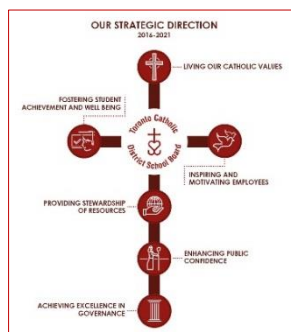 OUR STRATEGIC DIRECTION
2016-2021
LIVING OUR CATHOLIC VALUES
FOSTERING STUDENT
ACHIEVEMENT AND WELL BEING
Toronto Catholic
District School Board
INSPIRING AND
MOTIVATING EMPLOYEES
PROVIDING STEWARDSHIP
OF RESOURCES
ENHANCING PUBLIC
CONFIDENCE
ACHIEVING EXCELLENCE IN
GOVERNANCE